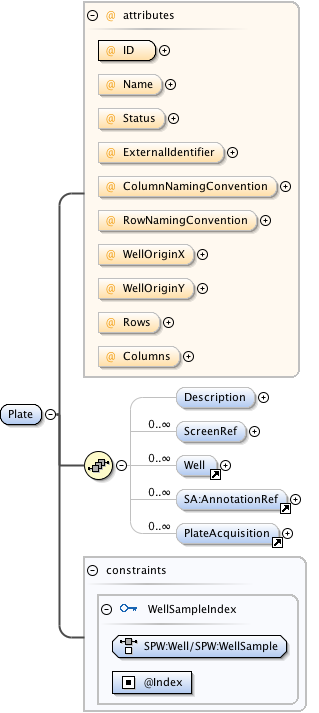 attributes
@ ID
@ Name
@ Status
@ ExternalIdentifier
@ ColumnNamingConvention
@ RowNamingConvention
@ WellOriginX
@ WellOriginY
@ Rows
@ Columns
Plate
Description
0..∞ ScreenRef
0..∞ Well
0..∞ SA:AnnotationRef
0..∞ PlateAcquisition
constraints
WellSampleIndex
SPW:Well/SPW:WellSample
@Index